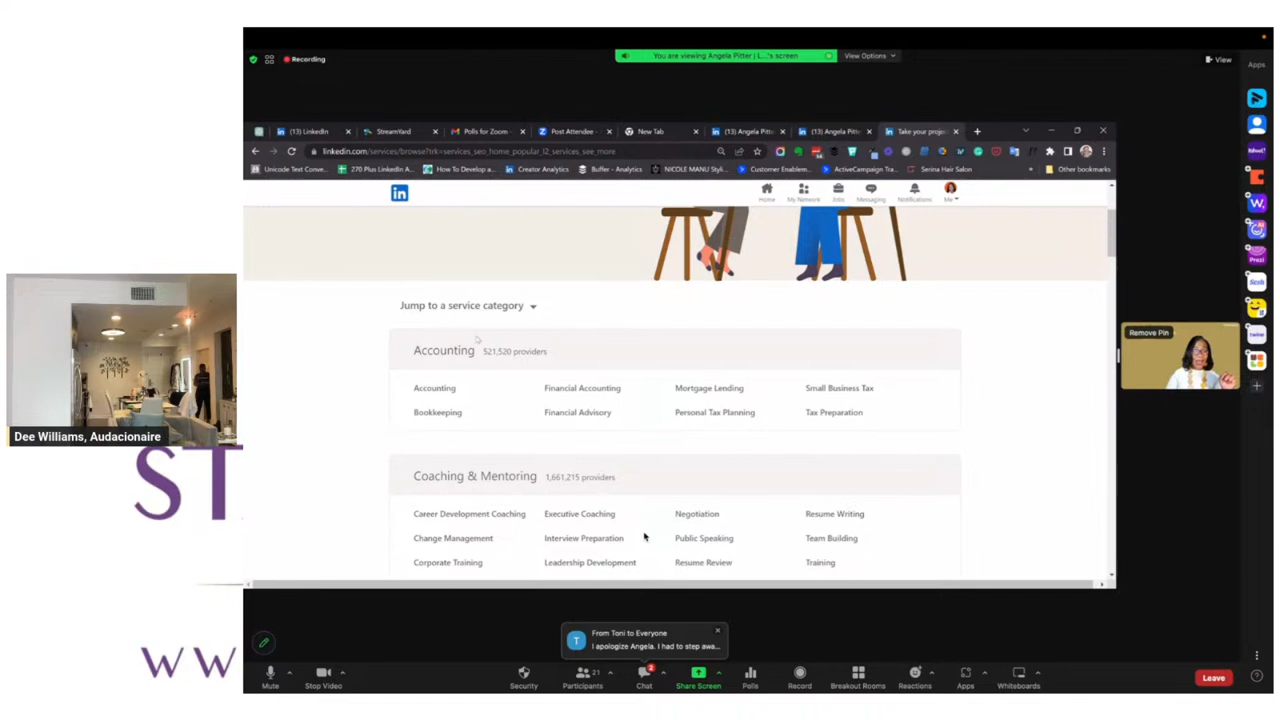 Recording
You are viewing Angela Pitter | L...'s screen
View Options
View
Apps
(13) LinkedIn
StreamYard
Polls for Zoom -
Post Attendee -
New Tab
(13) Angela Pitte
(13) Angela Pitte
Take your projec
linkedin.com/services/browse?trk=services_seo_home_popular_l2_services_see_more
Unicode Text Conve...
270 Plus LinkedIn A...
How To Develop a...
Creator Analytics
Buffer - Analytics
NICOLE MANU Styli...
Customer Enablem...
ActiveCampaign Tra...
Serina Hair Salon
Other bookmarks
in
Home
My Network
Jobs
Messaging
Notifications
Me
Jump to a service category
Accounting 521,520 providers
Accounting Financial Accounting Mortgage Lending Small Business Tax
Bookkeeping Financial Advisory Personal Tax Planning Tax Preparation
Coaching & Mentoring 1,661,215 providers
Career Development Coaching Executive Coaching Negotiation Resume Writing
Change Management Interview Preparation Public Speaking Team Building
Corporate Training Leadership Development Resume Review Training
Remove Pin
Dee Williams, Audacionaire
ST
WW
From Toni to Everyone
I apologize Angela. I had to step awa...
Mute
Stop Video
Security
21
Participants
2
Chat
Share Screen
Polls
Record
Breakout Rooms
Reactions
Apps
Whiteboards
Leave